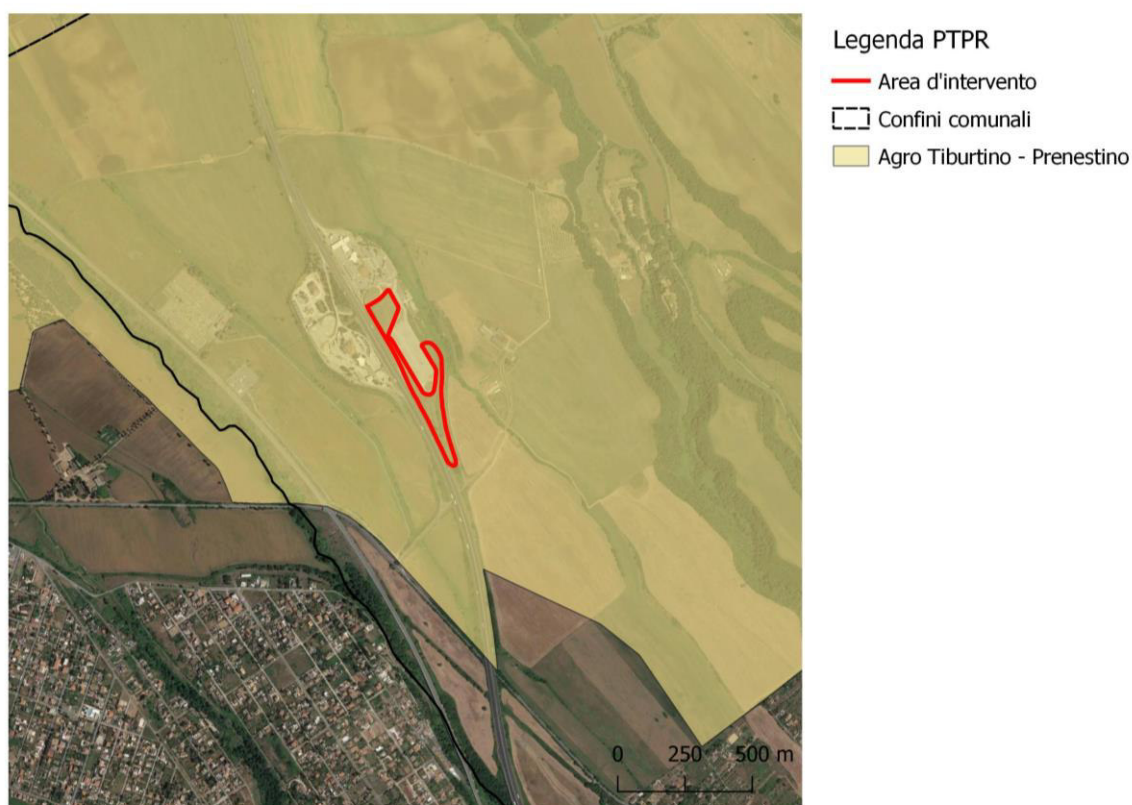 Legenda PTPR
Area d'intervento
Confini comunali
Agro Tiburtino - Prenestino
0 250 500 m